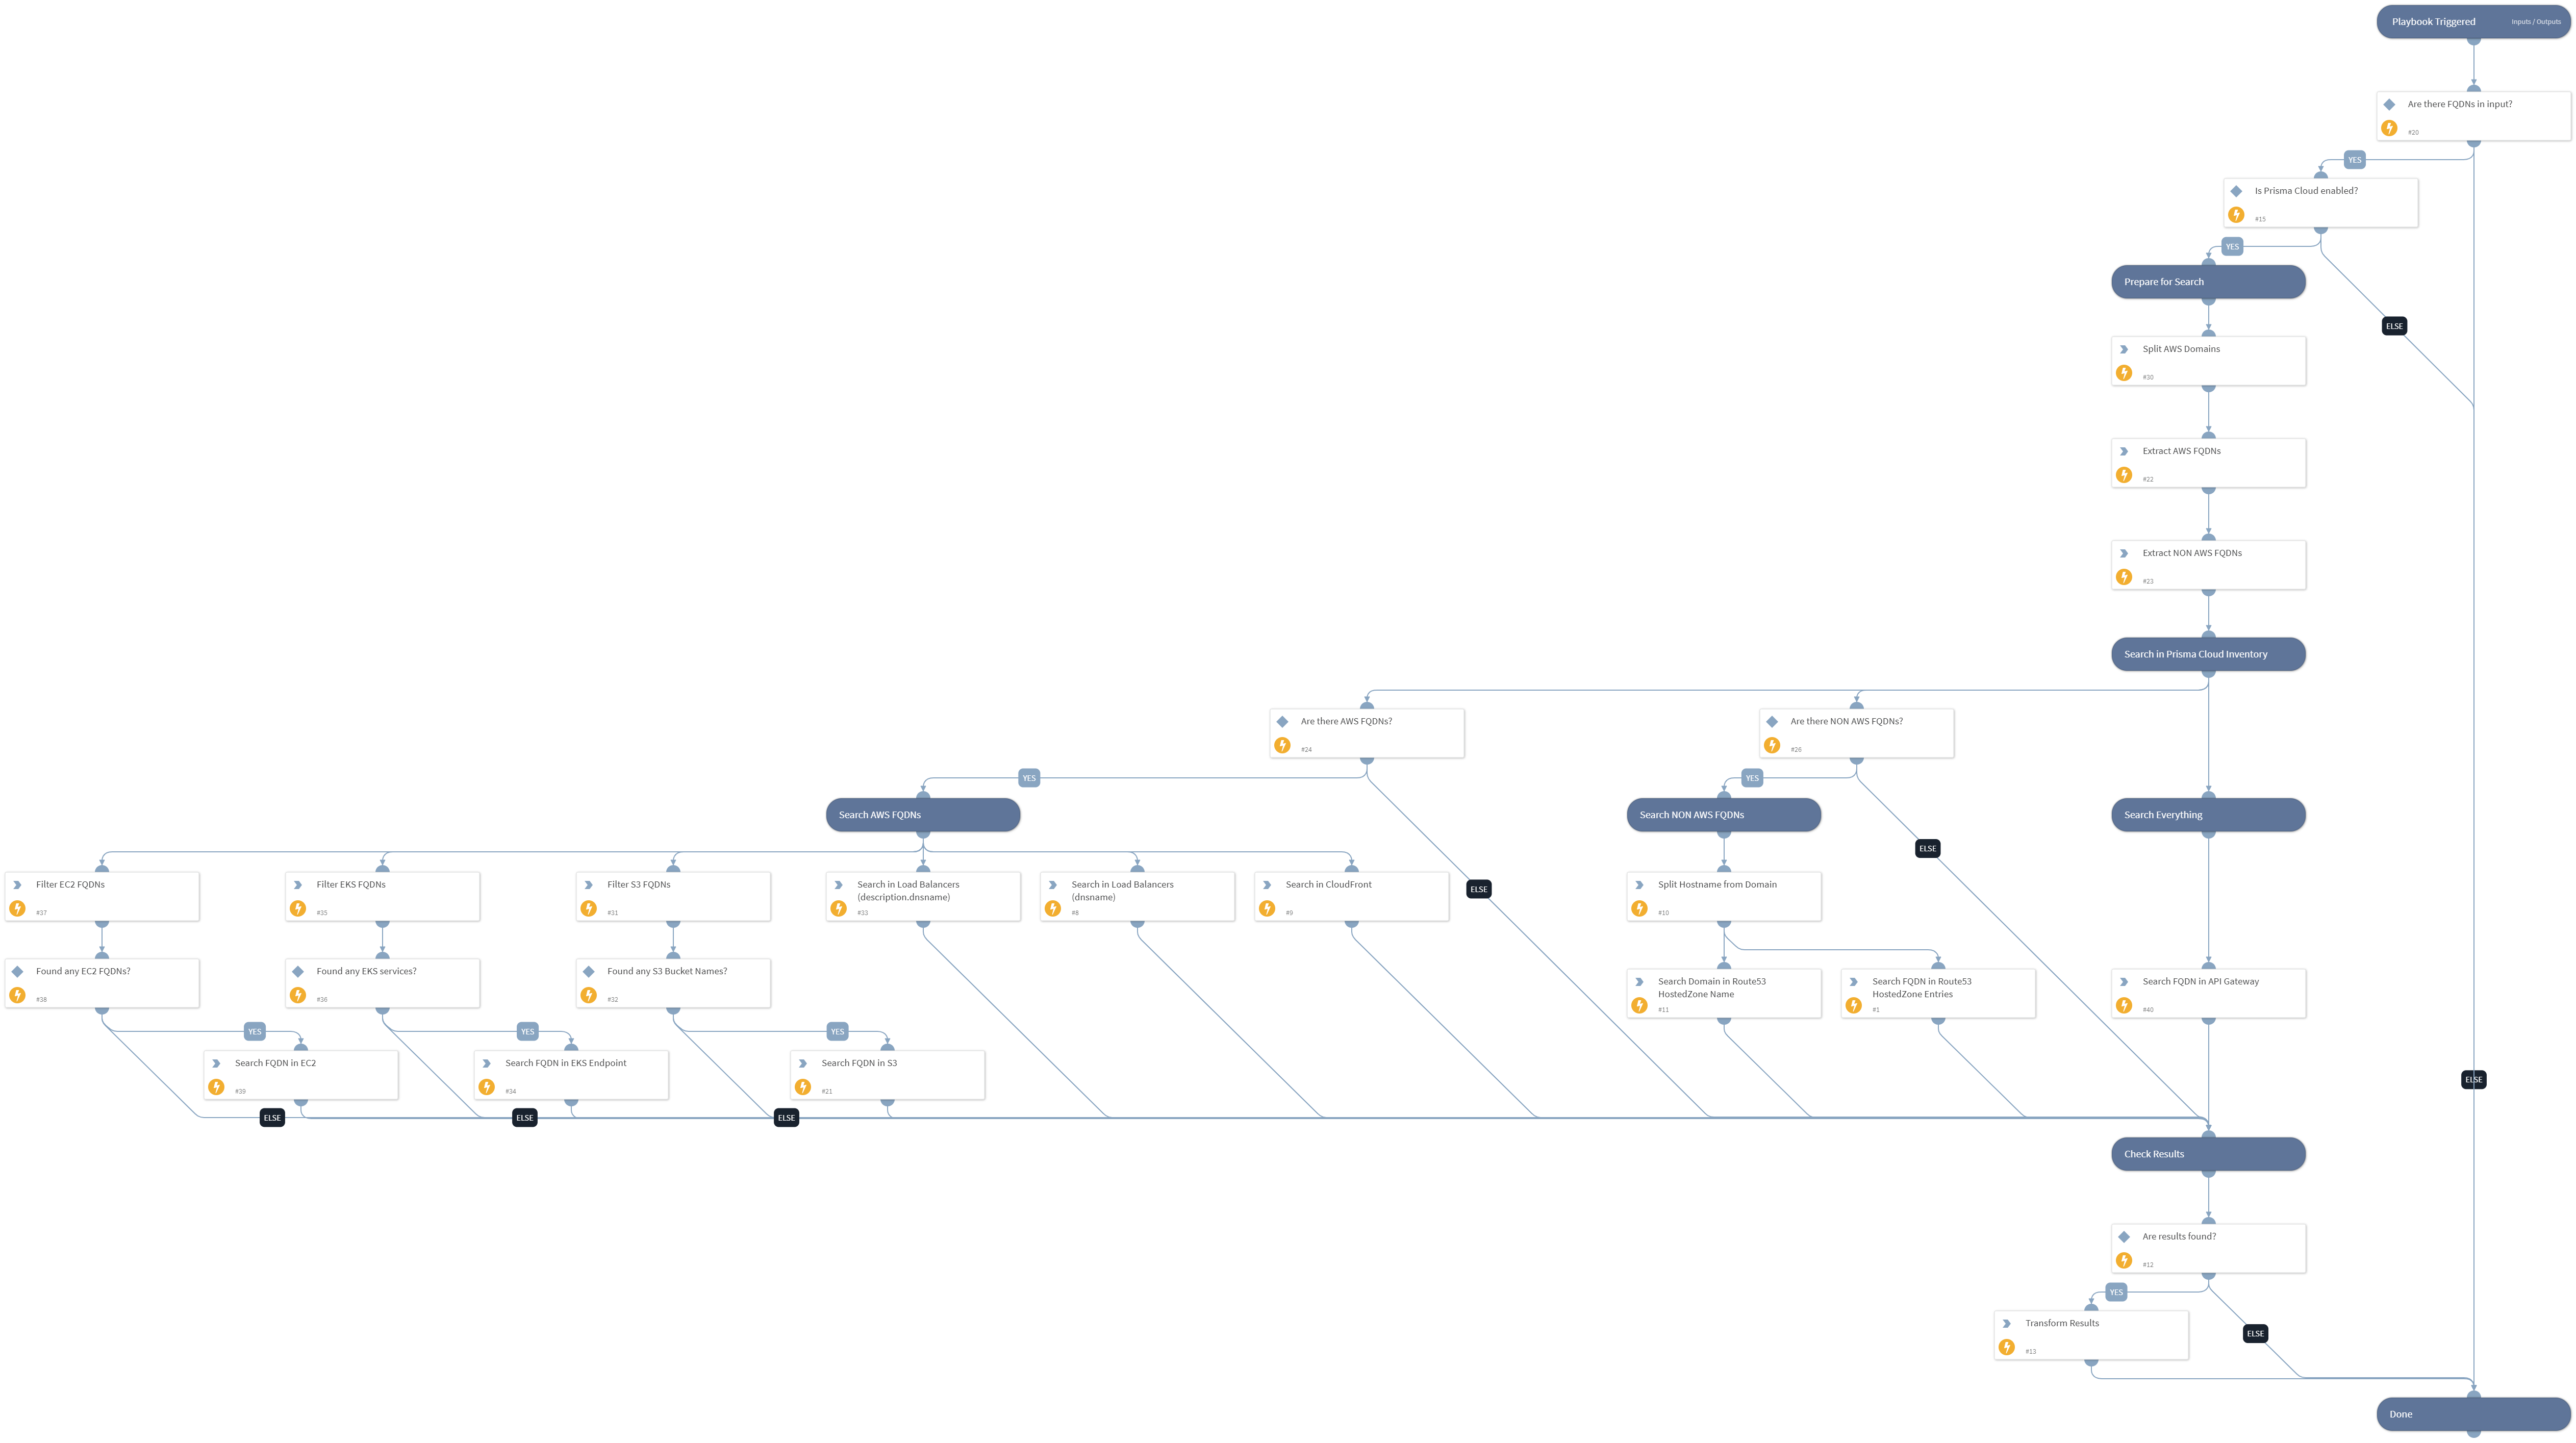 Playbook Triggered
Inputs / Outputs
Are there FQDNs in input?
#20
YES
Is Prisma Cloud enabled?
#15
YES
Prepare for Search
ELSE
Split AWS Domains
#30
Extract AWS FQDNs
#22
Extract NON AWS FQDNs
#23
Search in Prisma Cloud Inventory
Are there AWS FQDNs?
#24
Are there NON AWS FQDNs?
#26
YES
YES
Search AWS FQDNs
Search NON AWS FQDNs
Search Everything
ELSE
ELSE
Filter EC2 FQDNs
#37
Filter EKS FQDNs
#35
Filter S3 FQDNs
#31
Search in Load Balancers
(description.dnsname)
#33
Search in Load Balancers
(dnsname)
#8
Search in CloudFront
#9
Split Hostname from Domain
#10
Found any EC2 FQDNs?
#38
Found any EKS services?
#36
Found any S3 Bucket Names?
#32
Search Domain in Route53
HostedZone Name
#11
Search FQDN in Route53
HostedZone Entries
#1
Search FQDN in API Gateway
#40
YES
YES
YES
Search FQDN in EC2
#39
Search FQDN in EKS Endpoint
#34
Search FQDN in S3
#21
ELSE
ELSE
ELSE
ELSE
Check Results
Are results found?
#12
YES
Transform Results
#13
ELSE
Done